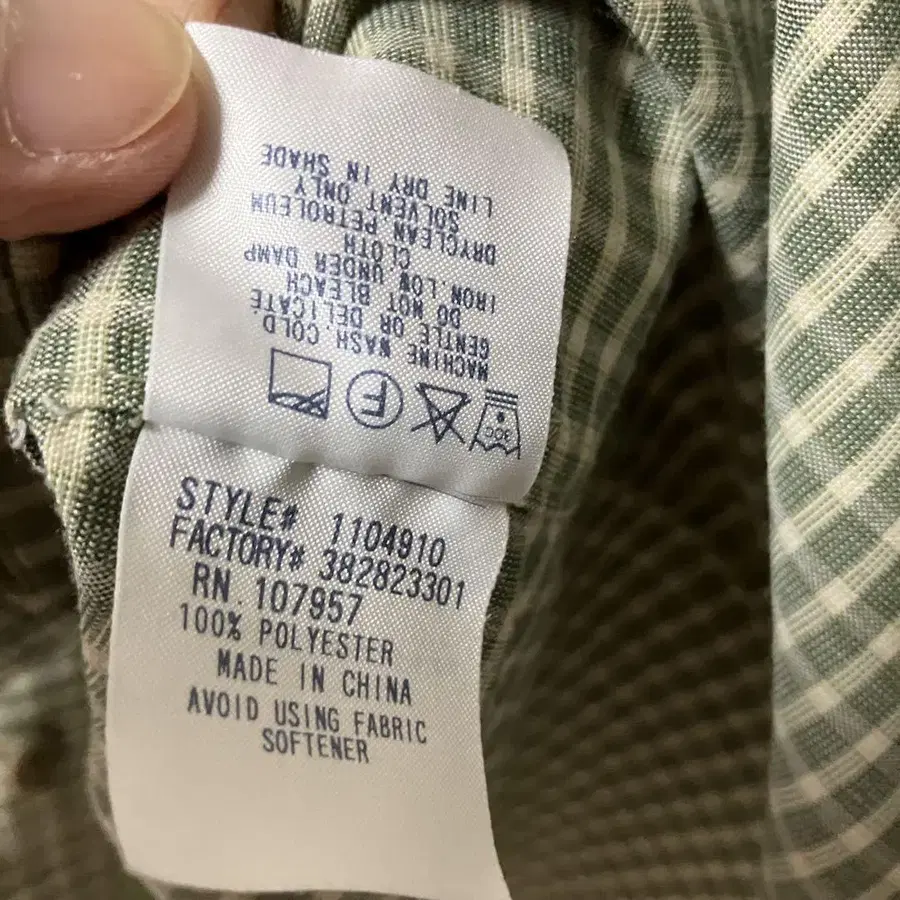 MACHINE WASH COLD
GENTLE OR DELICATE
DO NOT BLEACH
IRON.LOW UNDER DAMP
CLOTH
DRYCLEAN PETROLEUM
SOLVENT ONLY
LINE DRY IN SHADE
F
STYLE# 1104910
FACTORY# 382823301
RN.107957
100% POLYESTER
MADE IN CHINA
AVOID USING FABRIC
SOFTENER